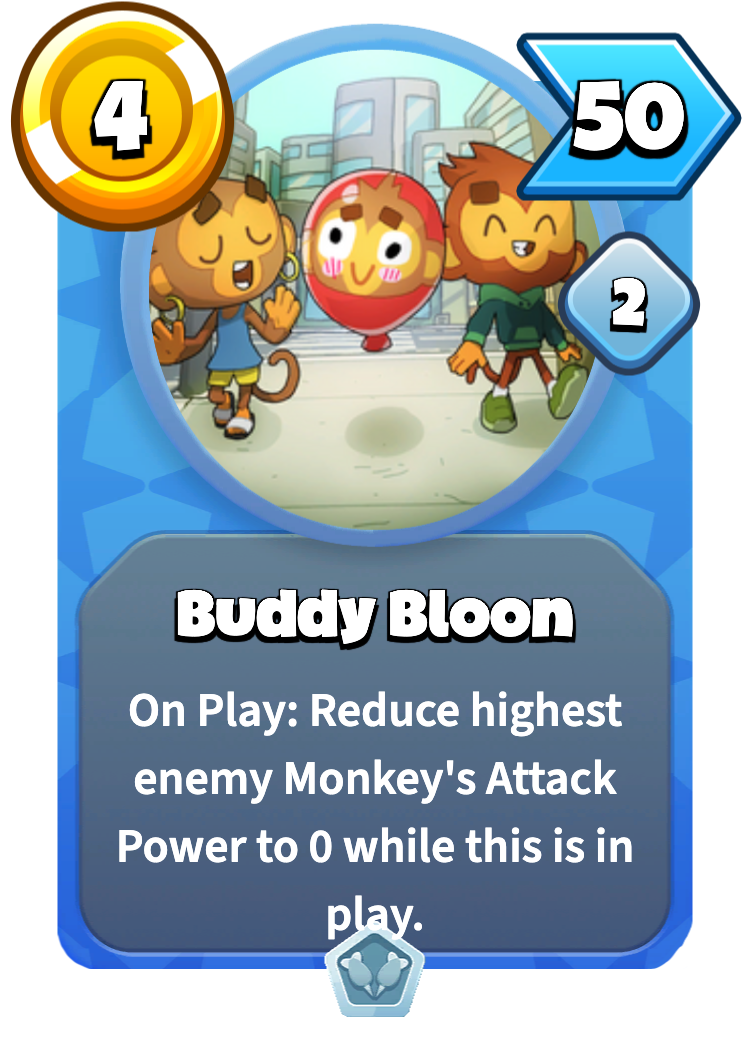 4
50
2
Buddy Bloon
On Play: Reduce highest
enemy Monkey's Attack
Power to 0 while this is in
play.